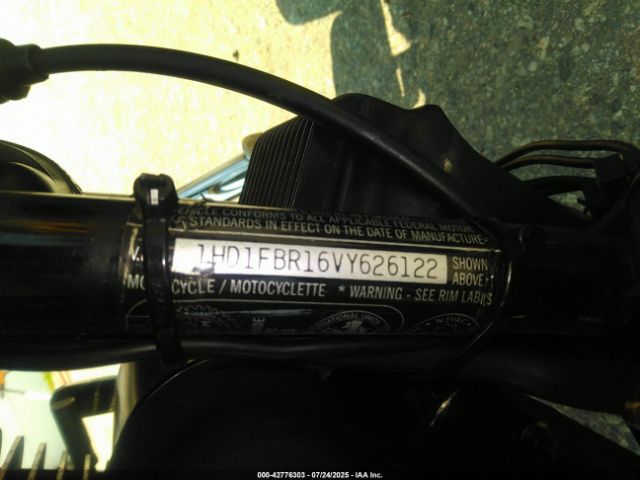 VEHICLE CONFORMS TO ALL APPLICABLE FEDERAL MOTOR
STANDARDS IN EFFECT ON THE DATE OF MANUFACTURE
1HD1FBR16VY626122 SHOWN
ABOVE
CYCLE / MOTOCYCLETTE * WARNING - SEE RIM LABELS
000-42776303 - 07/24/2025 - IAA Inc.